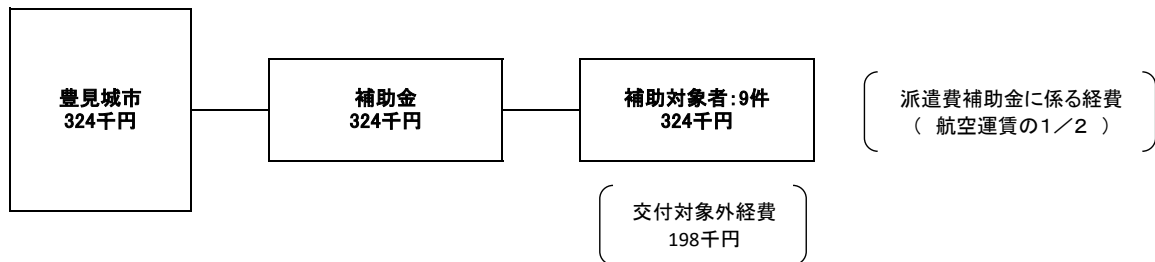 豊見城市
324千円
補助金
324千円
補助対象者:9件
324千円
派遣費補助金に係る経費
( 航空運賃の1/2 )
交付対象外経費
198千円